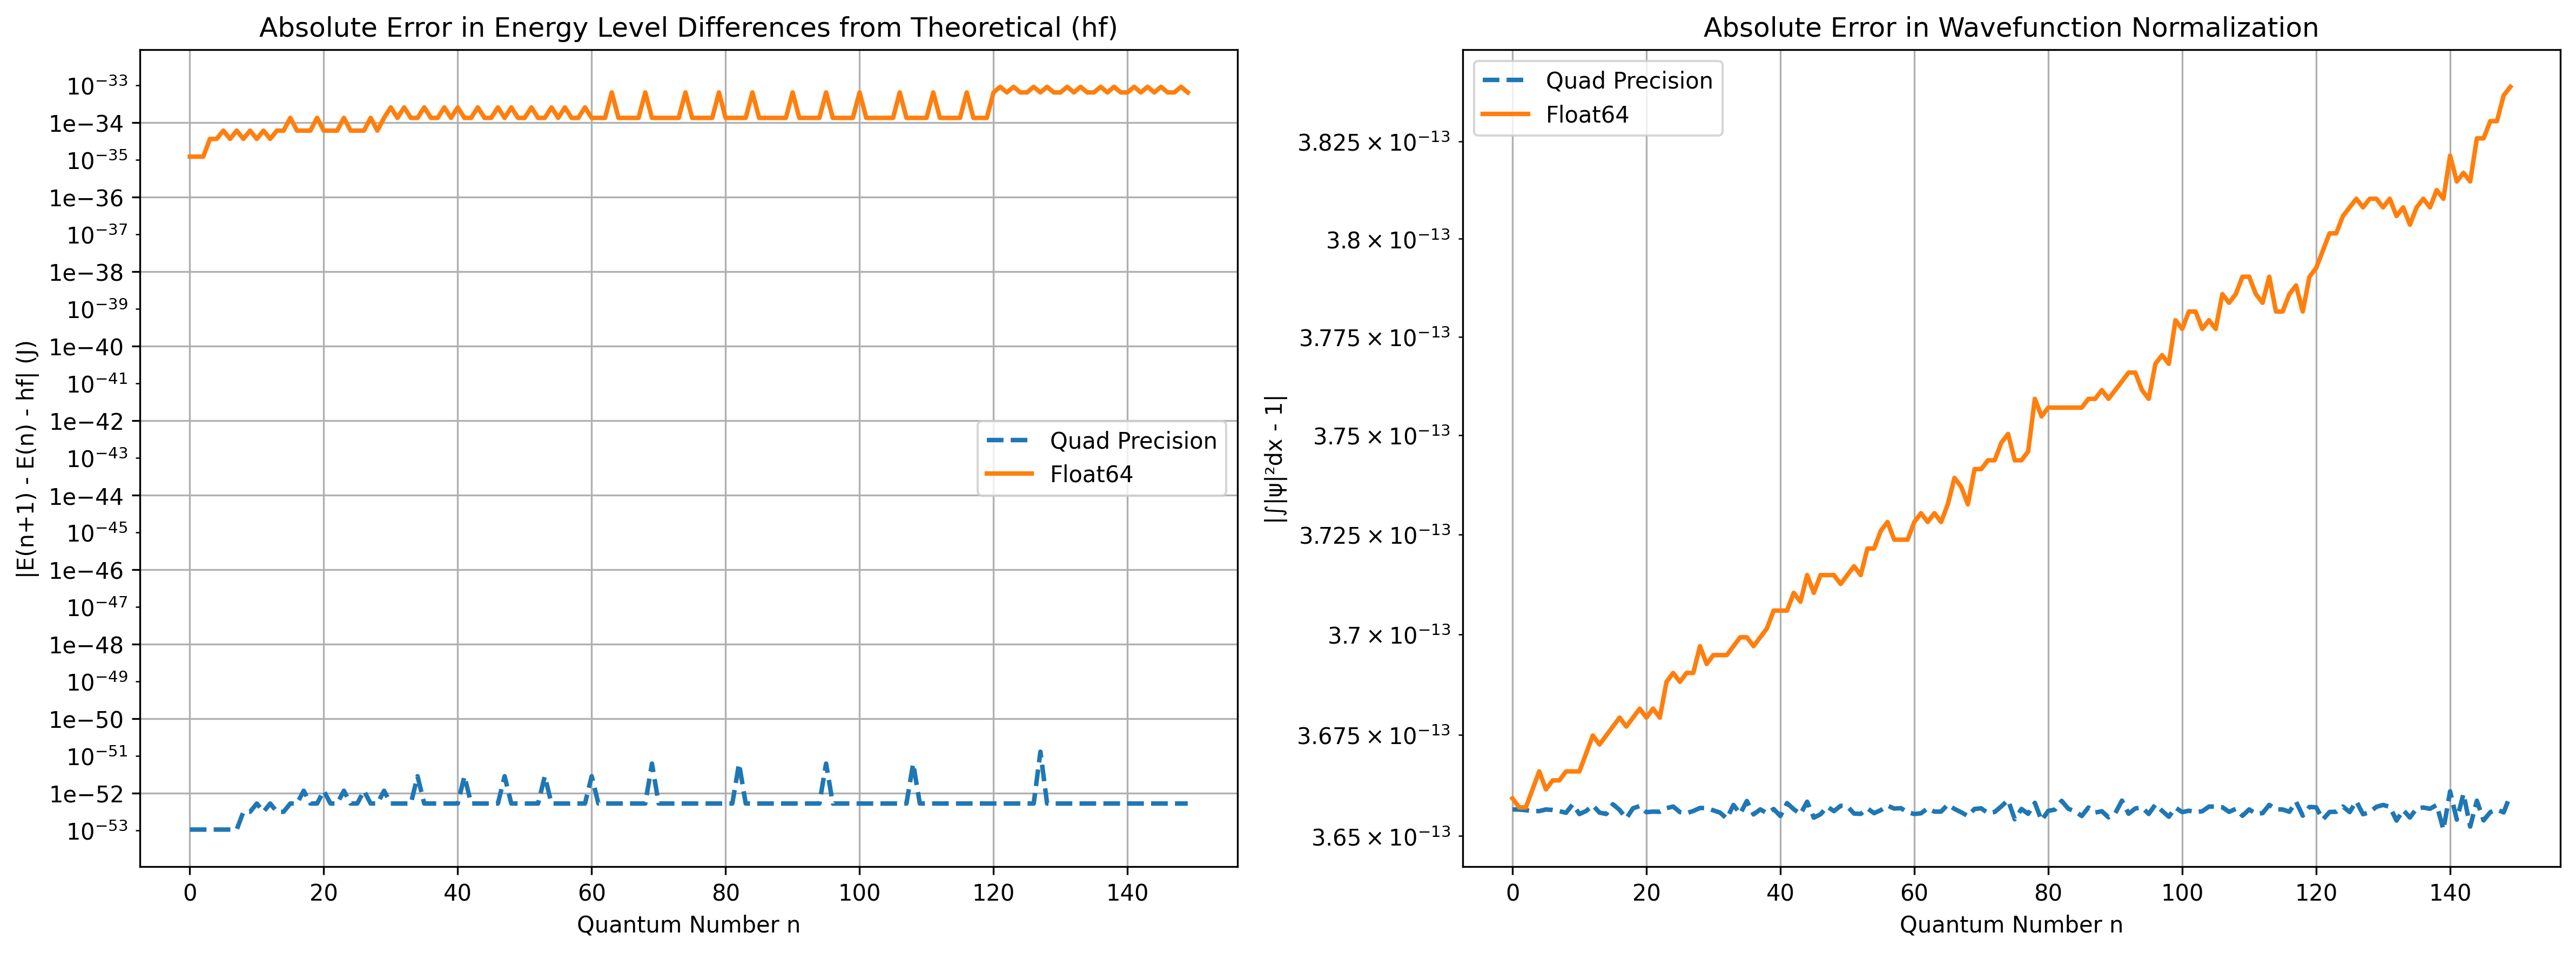 Absolute Error in Energy Level Differences from Theoretical (hf)
10⁻³³
1e−34
10⁻³⁵
1e−36
10⁻³⁷
1e−38
10⁻³⁹
1e−40
10⁻⁴¹
1e−42
10⁻⁴³
1e−44
10⁻⁴⁵
1e−46
10⁻⁴⁷
1e−48
10⁻⁴⁹
1e−50
10⁻⁵¹
1e−52
10⁻⁵³
|E(n+1) - E(n) - hf| (J)
Quad Precision
Float64
0 20 40 60 80 100 120 140
Quantum Number n
Absolute Error in Wavefunction Normalization
Quad Precision
Float64
3.825 × 10⁻¹³
3.8 × 10⁻¹³
3.775 × 10⁻¹³
3.75 × 10⁻¹³
3.725 × 10⁻¹³
3.7 × 10⁻¹³
3.675 × 10⁻¹³
3.65 × 10⁻¹³
|∫|ψ|²dx - 1|
0 20 40 60 80 100 120 140
Quantum Number n